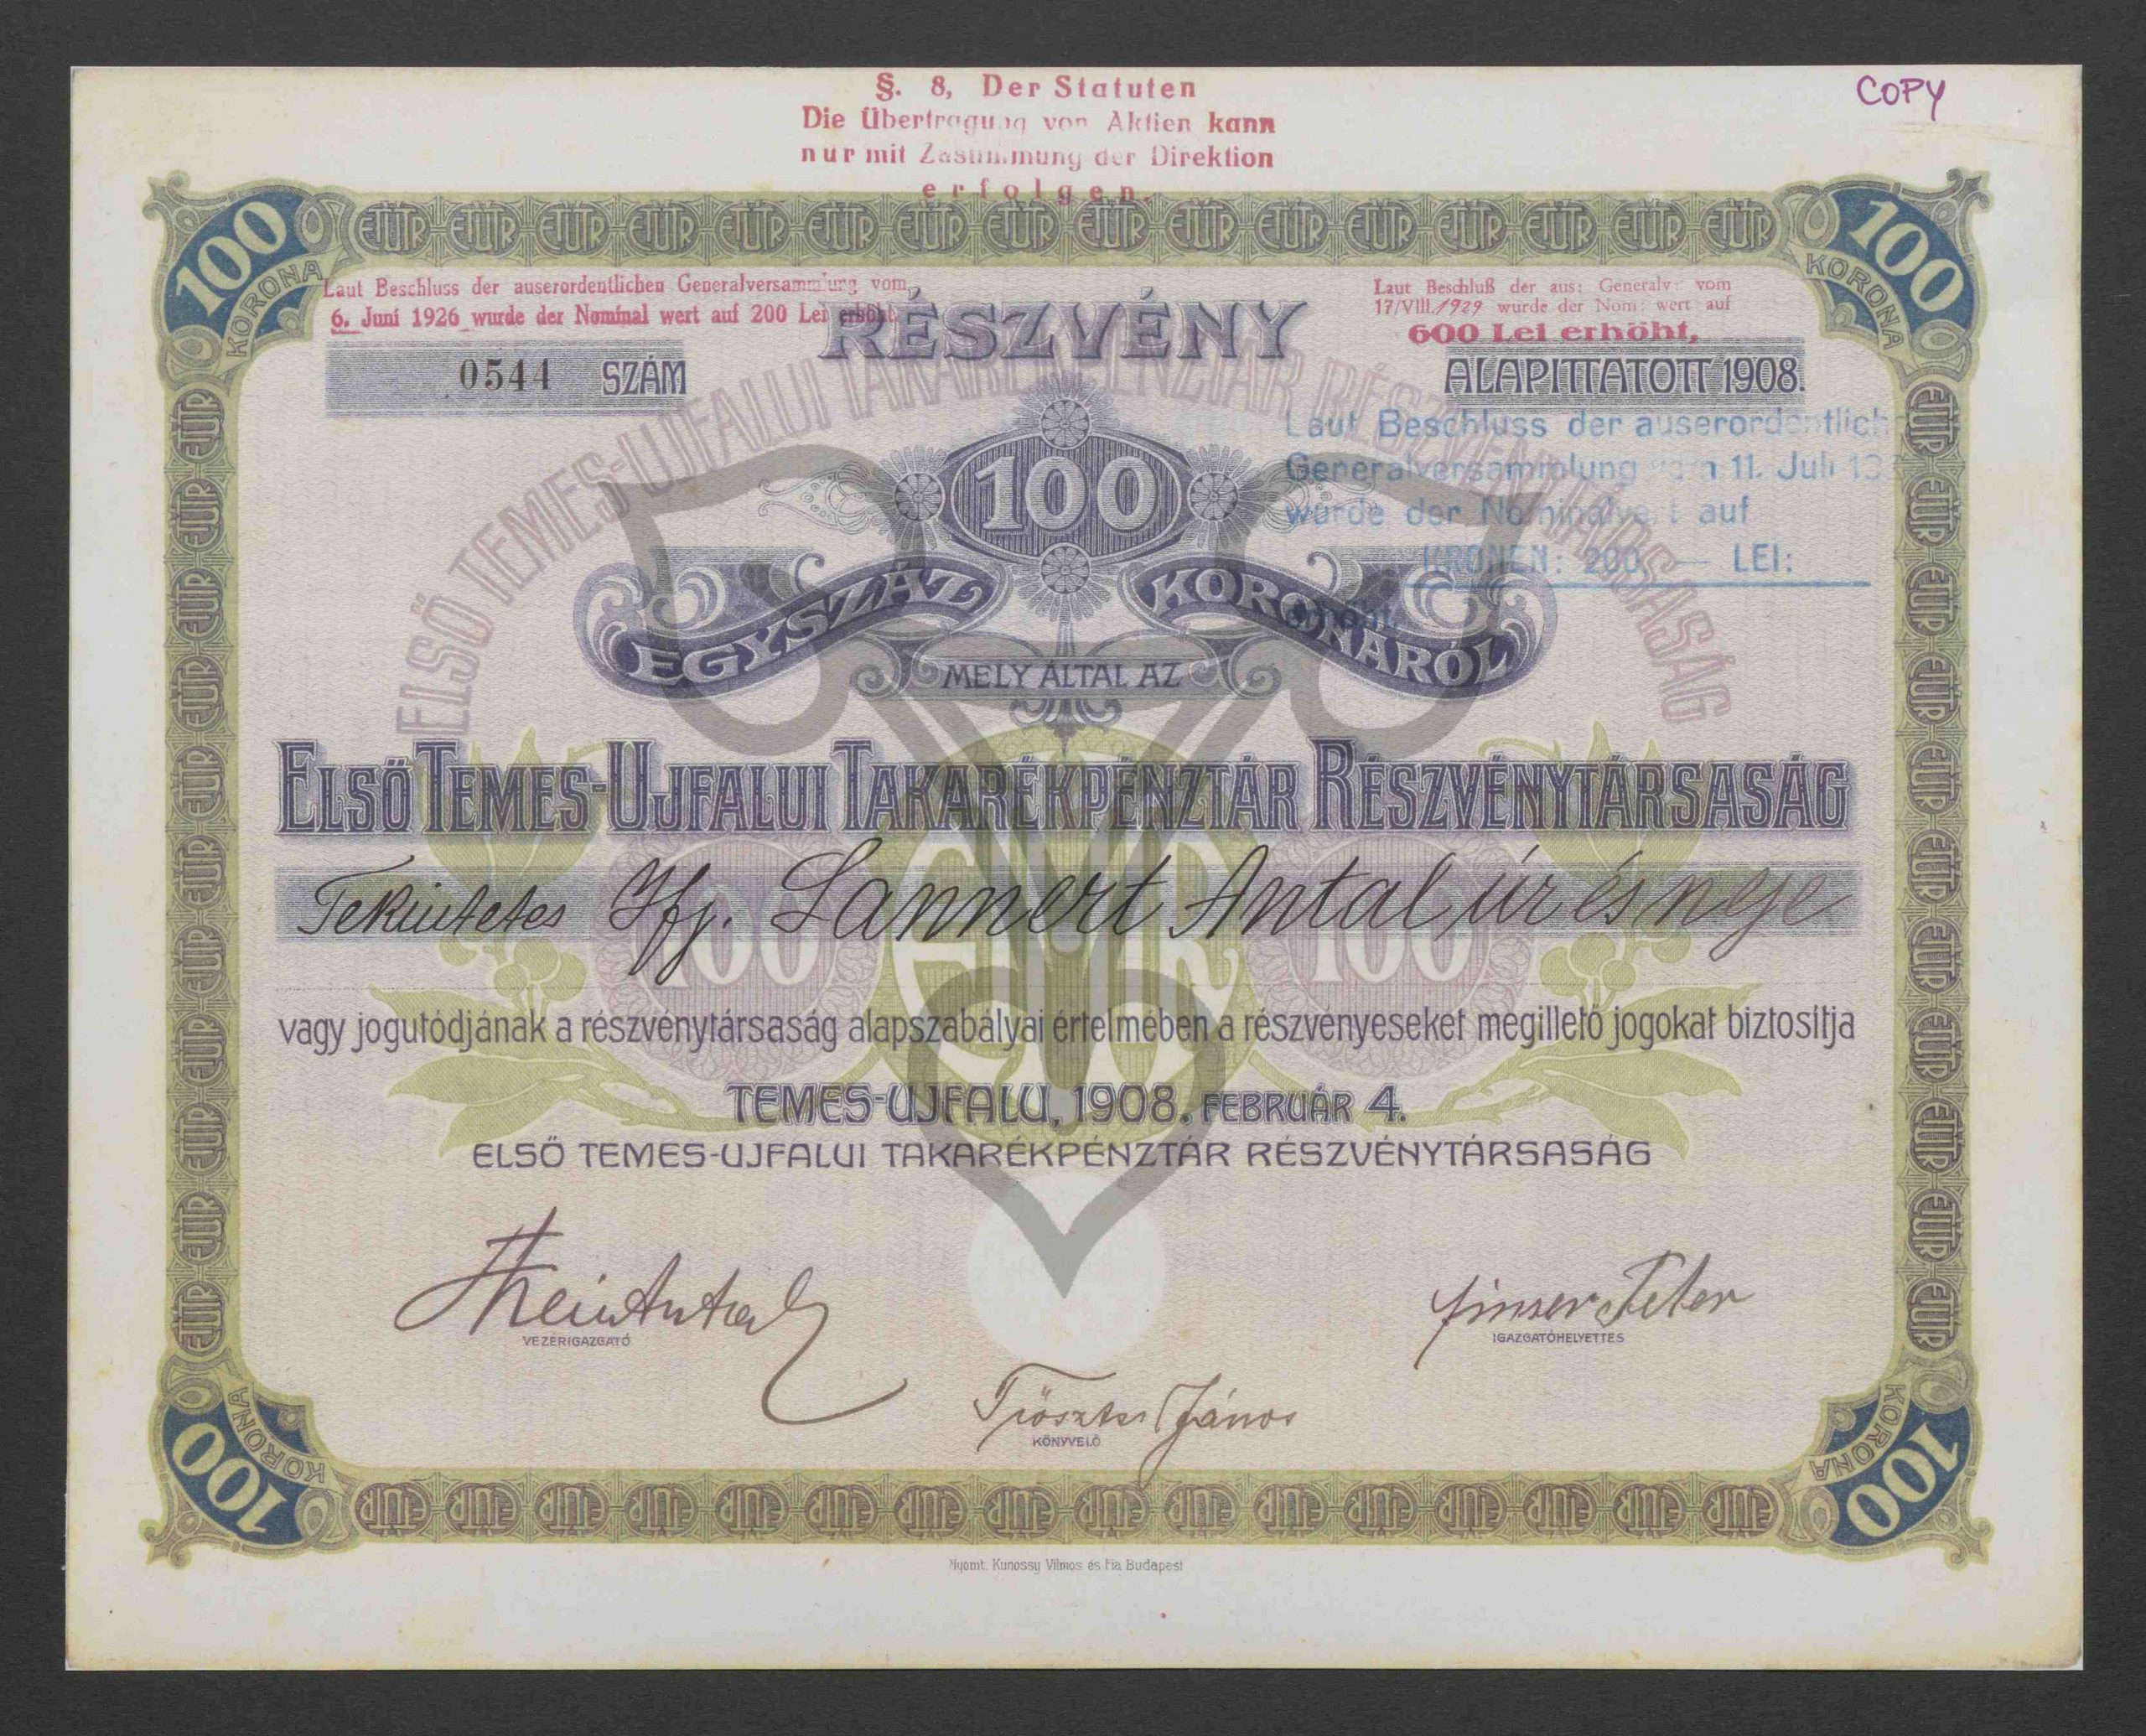 COPY
§. 8, Der Statuten
Die Übertragung von Aktien kann
nur mit Zustimmung der Direktion
erfolgen.
100 KORONA
100 KORONA
Laut Beschluss der auserordentlichen Generalversammlung vom
6. Juni 1926 wurde der Nominal wert auf 200 Lei erhöht.
Laut Beschluß der aus: Generalv: vom
17/VIII.1929 wurde der Nom: wert auf
600 Lei erhöht,
RÉSZVÉNY
0544 SZÁM
ALAPITTATOTT 1908.
ELSŐ TEMES-UJFALUI TAKARÉKPÉNZTÁR RÉSZVÉNYTÁRSASÁG
Laut Beschluss der auserordentlich
Generalversammlung vom 11. Juli
wurde der Nominalwert auf
KRONEN: 200 — LEI:
erhöht
100
EGYSZÁZ KORONÁRÓL
MELY ÁLTAL AZ
ELSŐ TEMES-UJFALUI TAKARÉKPÉNZTÁR RÉSZVÉNYTÁRSASÁG
Tekintetes Ifj. Lannert Antal úr és neje
100 ETUR 100
vagy jogutódjának a részvénytársaság alapszabályai értelmében a részvényeseket megillető jogokat biztosítja
TEMES-UJFALU, 1908. FEBRUÁR 4.
ELSŐ TEMES-UJFALUI TAKARÉKPÉNZTÁR RÉSZVÉNYTÁRSASÁG
VEZÉRIGAZGATÓ
IGAZGATÓHELYETTES
János
KÖNYVELŐ
100 KORONA
100 KORONA
Nyomt. Kunossy Vilmos és Fia Budapest